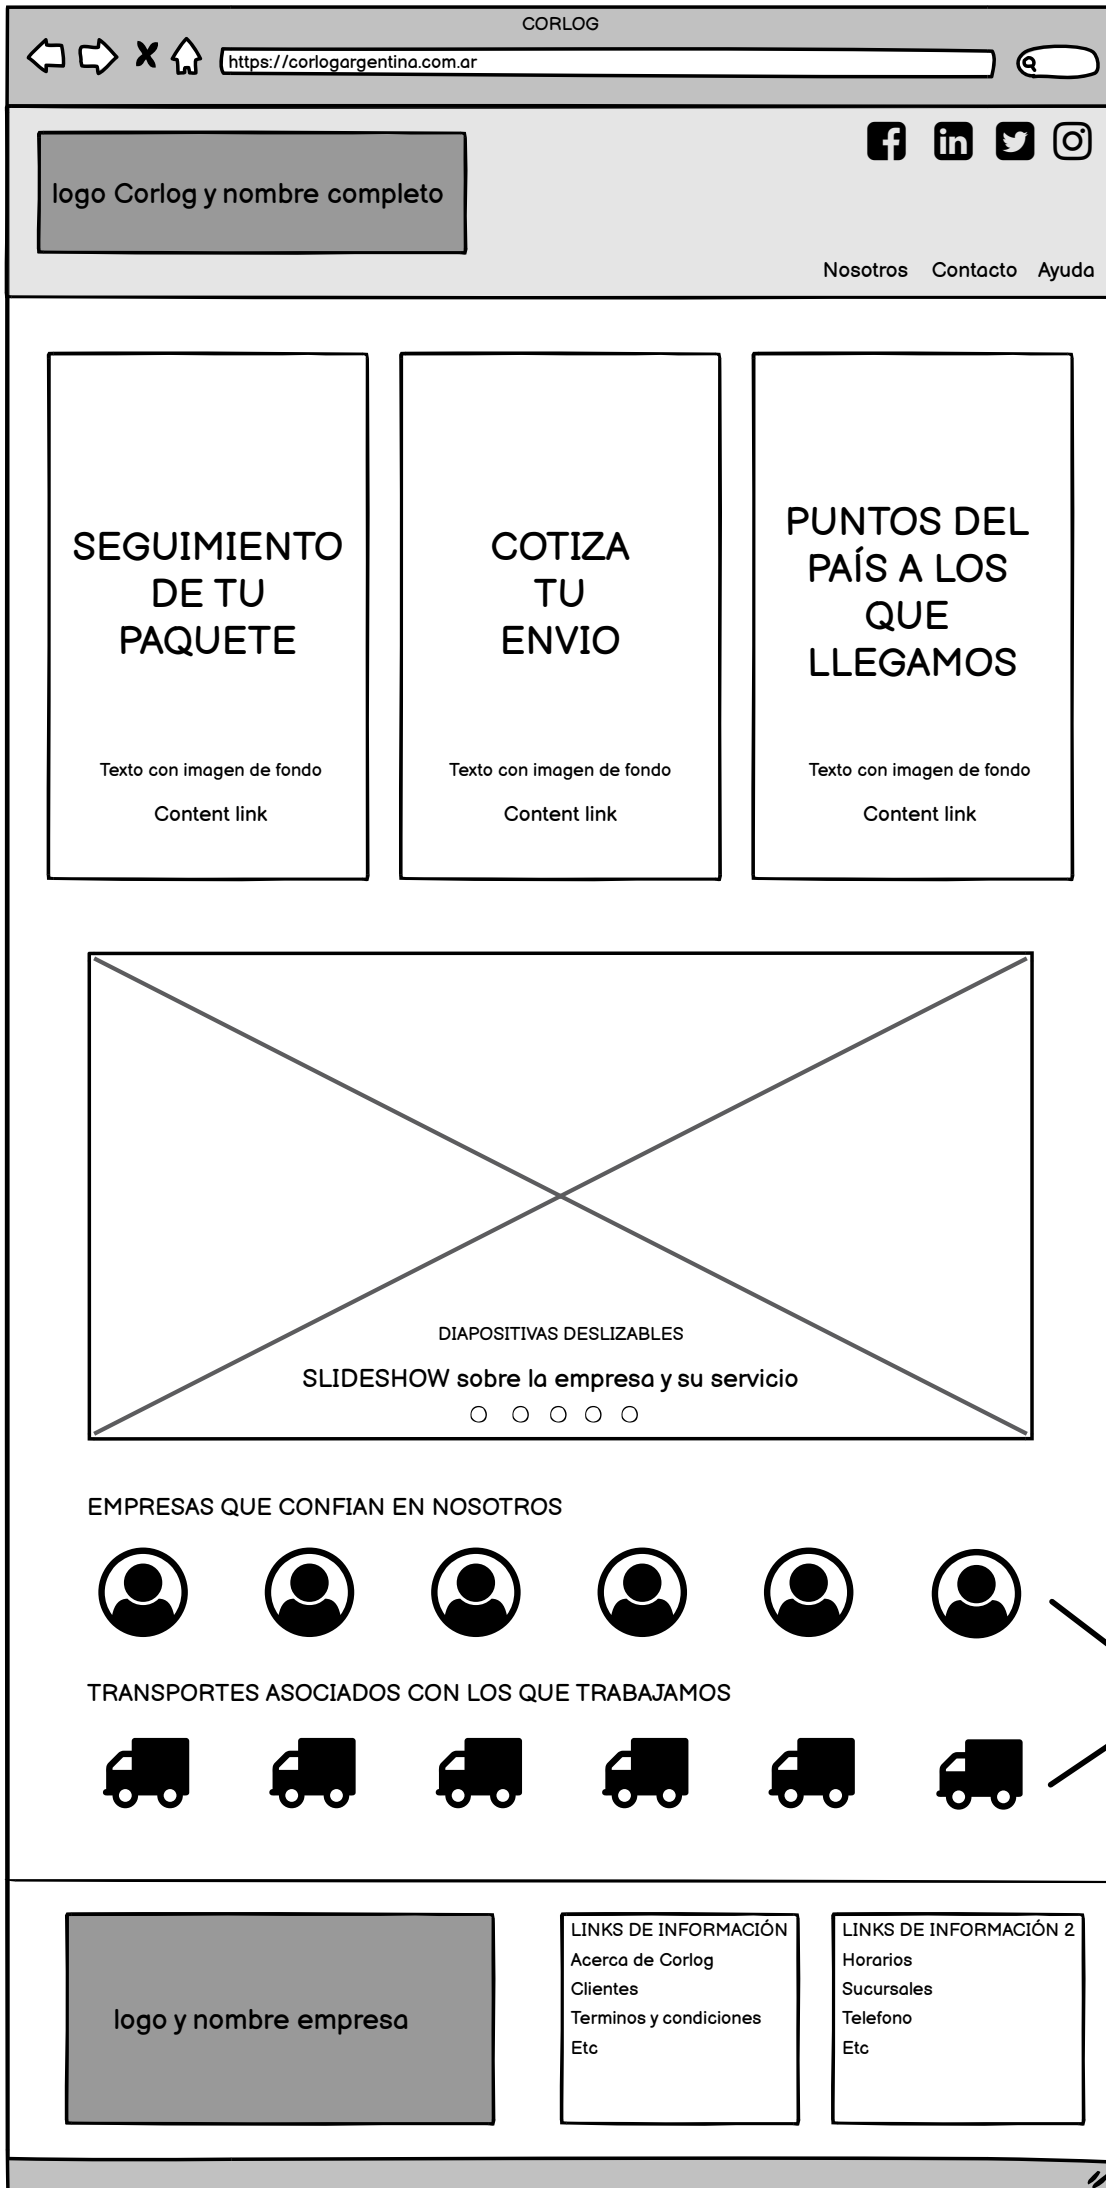 CORLOG
https://corlogargentina.com.ar
logo Corlog y nombre completo
Nosotros Contacto Ayuda
SEGUIMIENTO
DE TU
PAQUETE
Texto con imagen de fondo
Content link
COTIZA
TU
ENVIO
Texto con imagen de fondo
Content link
PUNTOS DEL
PAÍS A LOS
QUE
LLEGAMOS
Texto con imagen de fondo
Content link
DIAPOSITIVAS DESLIZABLES
SLIDESHOW sobre la empresa y su servicio
EMPRESAS QUE CONFIAN EN NOSOTROS
TRANSPORTES ASOCIADOS CON LOS QUE TRABAJAMOS
logo y nombre empresa
LINKS DE INFORMACIÓN
Acerca de Corlog
Clientes
Terminos y condiciones
Etc
LINKS DE INFORMACIÓN 2
Horarios
Sucursales
Telefono
Etc